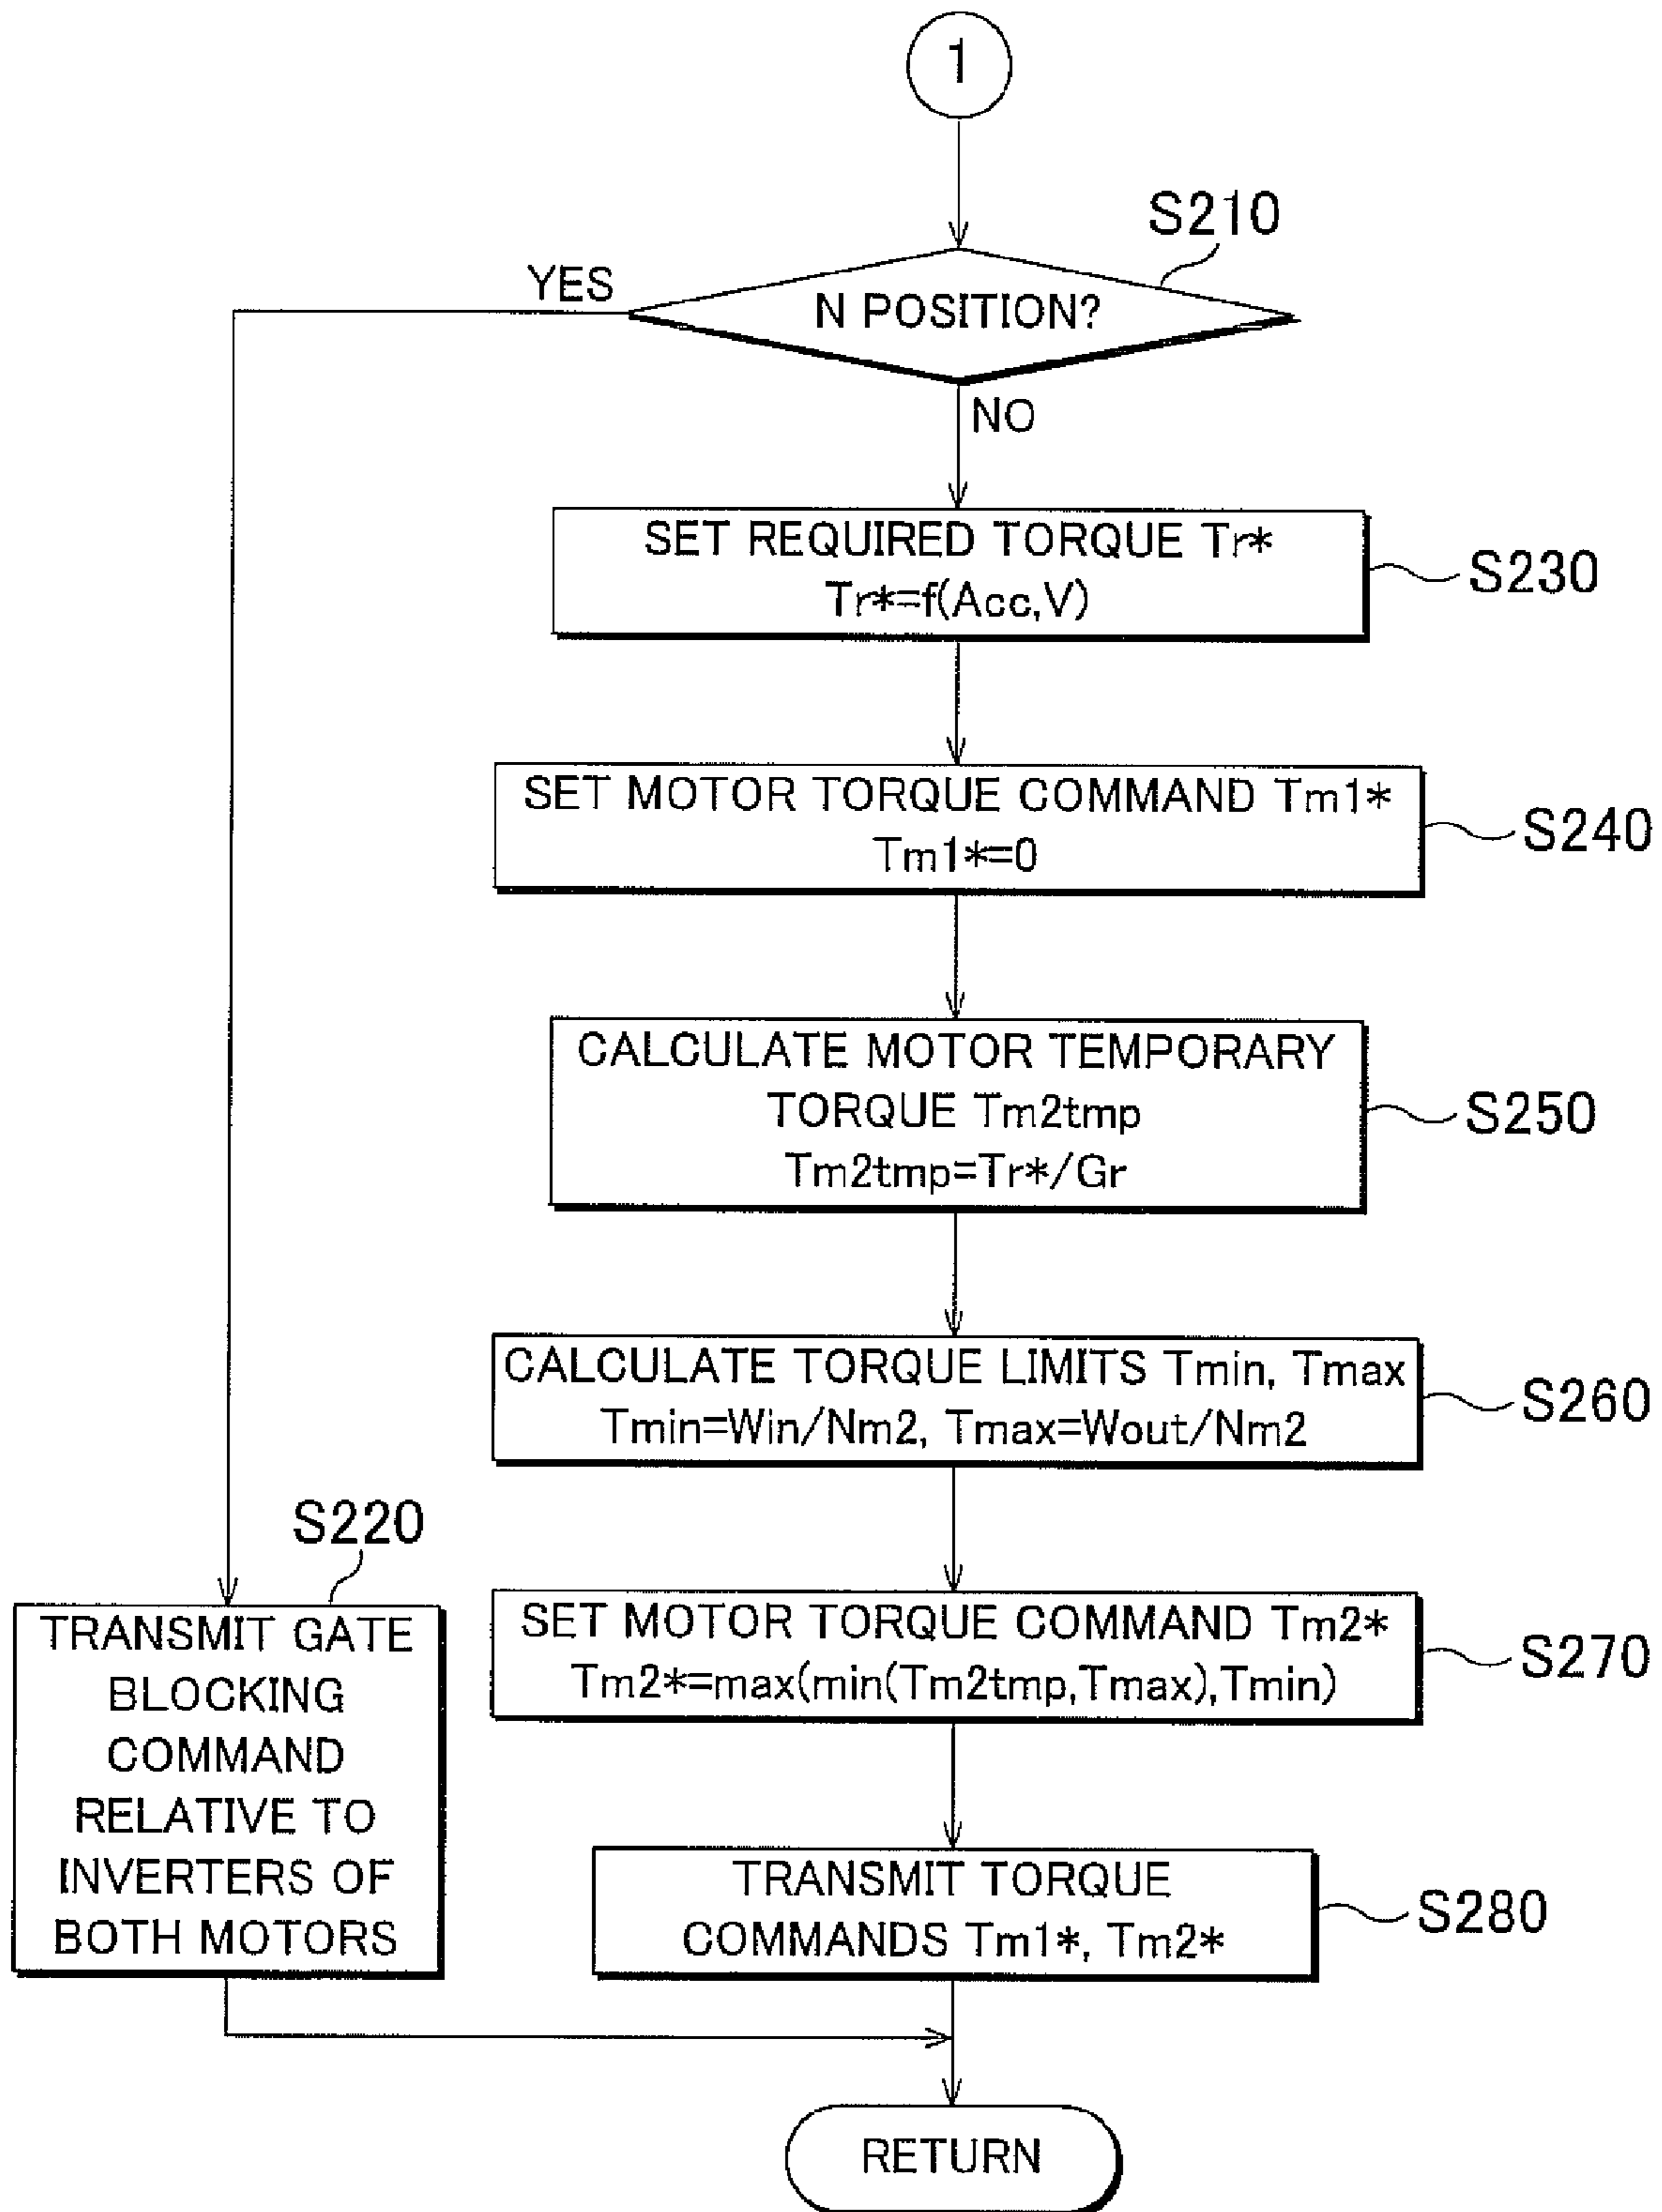 1
S210
YES
N POSITION?
NO
SET REQUIRED TORQUE Tr*
Tr*=f(Acc,V)
S230
SET MOTOR TORQUE COMMAND Tm1*
Tm1*=0
S240
CALCULATE MOTOR TEMPORARY
TORQUE Tm2tmp
Tm2tmp=Tr*/Gr
S250
CALCULATE TORQUE LIMITS Tmin, Tmax
Tmin=Win/Nm2, Tmax=Wout/Nm2
S260
S220
TRANSMIT GATE
BLOCKING
COMMAND
RELATIVE TO
INVERTERS OF
BOTH MOTORS
SET MOTOR TORQUE COMMAND Tm2*
Tm2*=max(min(Tm2tmp,Tmax),Tmin)
S270
TRANSMIT TORQUE
COMMANDS Tm1*, Tm2*
S280
RETURN